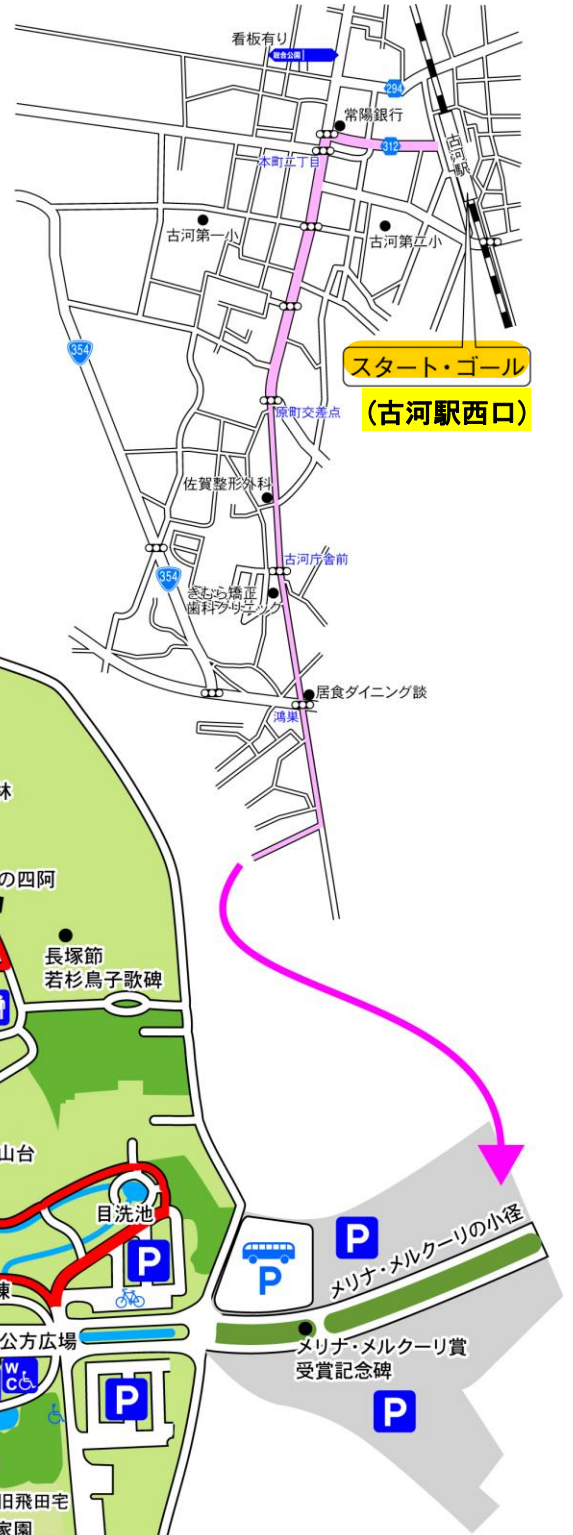 看板有り
総合公園
294
常陽銀行
312
古河駅
本町二丁目
古河第一小
古河第二小
354
スタート・ゴール
(古河駅西口)
原町交差点
佐賀整形外科
古河庁舎前
354
きむら矯正
歯科クリニック
居食ダイニング談
鴻巣
林
の四阿
長塚節
若杉鳥子歌碑
山台
目洗池
P
P
P
メリナ・メルクーリの小径
棟
公方広場
メリナ・メルクーリ賞
受賞記念碑
W
C
P
P
旧飛田宅
家園